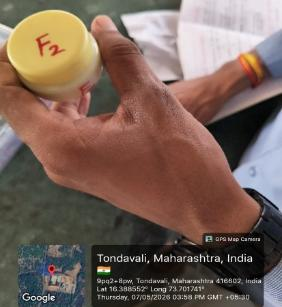 F2
F
GPS Map Camera
Tondavali, Maharashtra, India
9pq2+8pw, Tondavali, Maharashtra 416602, India
Lat 16.388552° Long 73.701741°
Thursday, 07/05/2026 03:58 PM GMT +05:30
Google